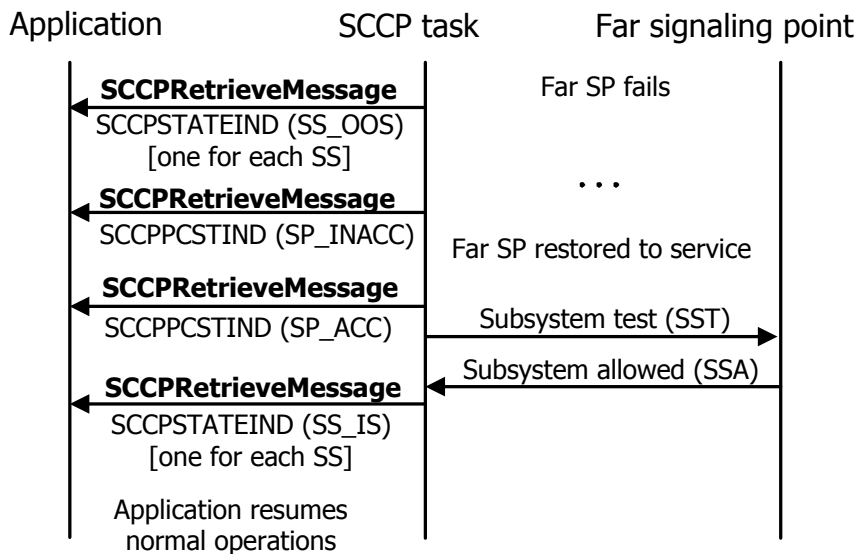 Application
SCCP task
Far signaling point
SCCPRetrieveMessage
Far SP fails
SCCPSTATEIND (SS_OOS)
[one for each SS]
. . .
SCCPRetrieveMessage
SCCPPCSTIND (SP_INACC)
Far SP restored to service
SCCPRetrieveMessage
SCCPPCSTIND (SP_ACC)
Subsystem test (SST)
Subsystem allowed (SSA)
SCCPRetrieveMessage
SCCPSTATEIND (SS_IS)
[one for each SS]
Application resumes
normal operations